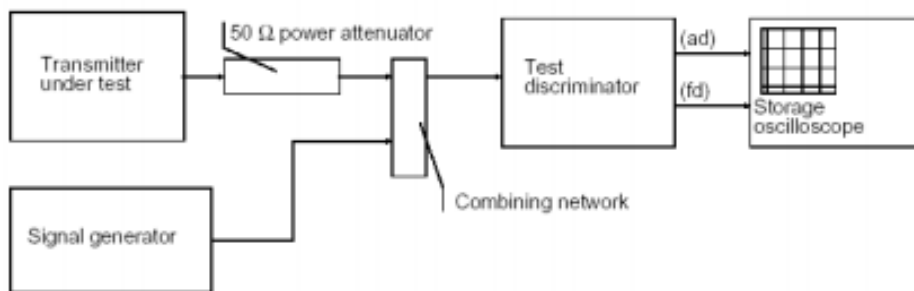 50 Ω power attenuator
Transmitter
under test
Test
discriminator
(ad)
(fd)
Storage
oscilloscope
Combining network
Signal generator